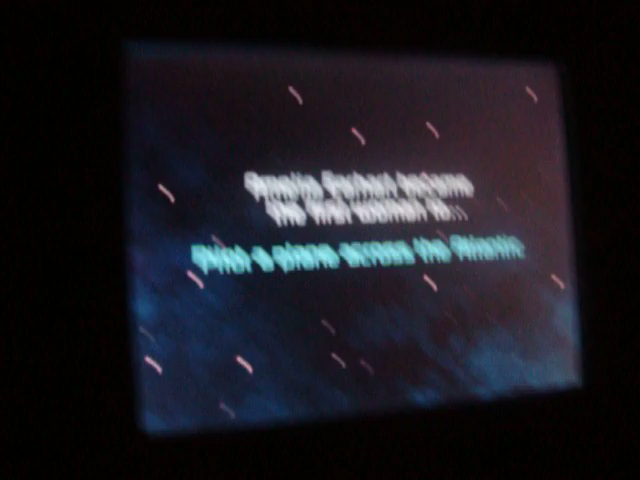 Amelia Earhart became
the first woman to...
Pilot a plane across the Atlantic